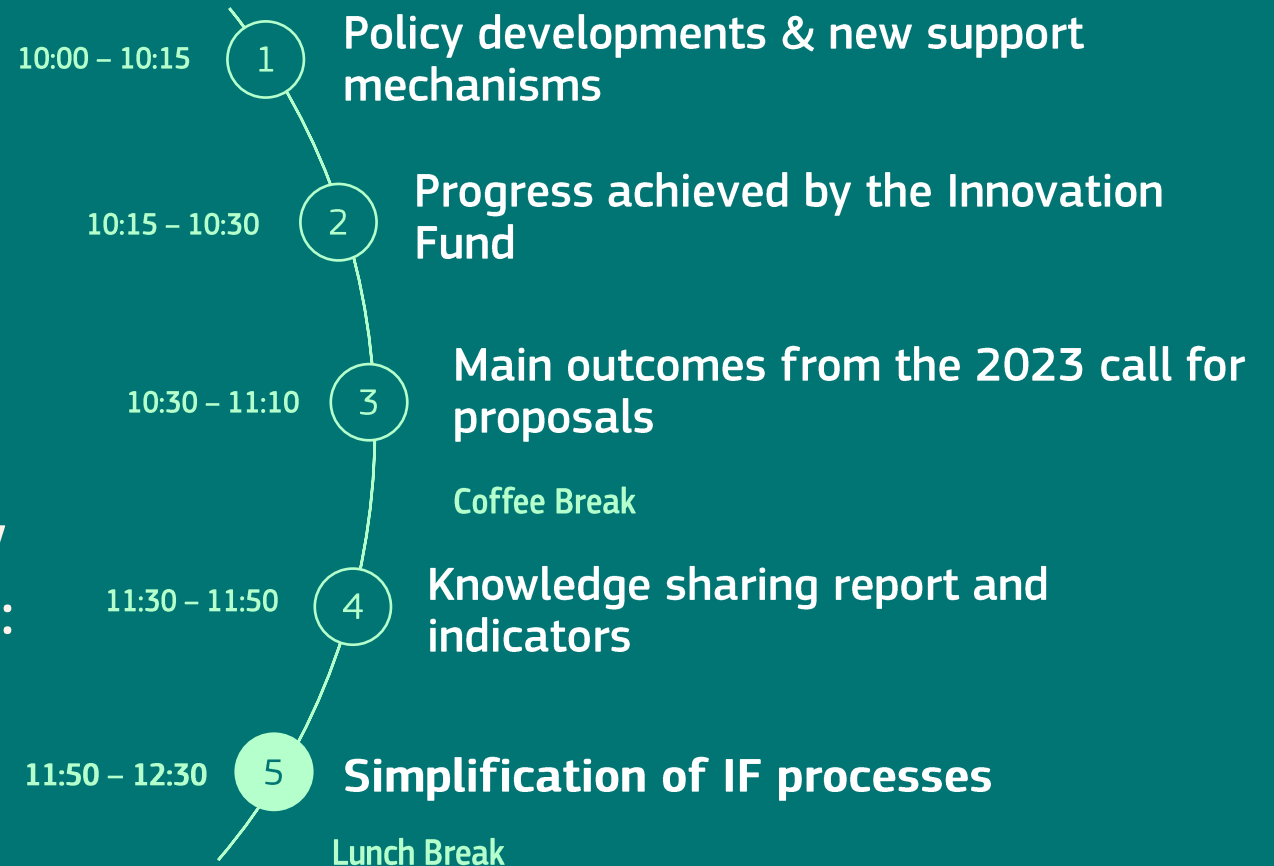 10:00 – 10:15
1
Policy developments & new support
mechanisms
10:15 – 10:30
2
Progress achieved by the Innovation
Fund
10:30 – 11:10
3
Main outcomes from the 2023 call for
proposals
Coffee Break
11:30 – 11:50
4
Knowledge sharing report and
indicators
11:50 – 12:30
5
Simplification of IF processes
Lunch Break